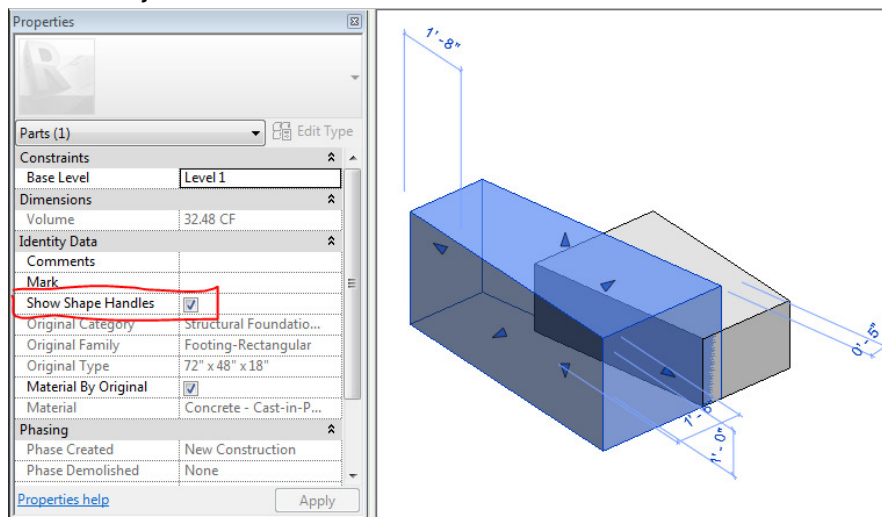 Properties
Parts (1) Edit Type
Constraints
Base Level Level 1
Dimensions
Volume 32.48 CF
Identity Data
Comments
Mark
Show Shape Handles
Original Category Structural Foundatio...
Original Family Footing-Rectangular
Original Type 72" x 48" x 18"
Material By Original
Material Concrete - Cast-in-P...
Phasing
Phase Created New Construction
Phase Demolished None
Properties help Apply
1'-8"
0'- 5"
1'- 0"